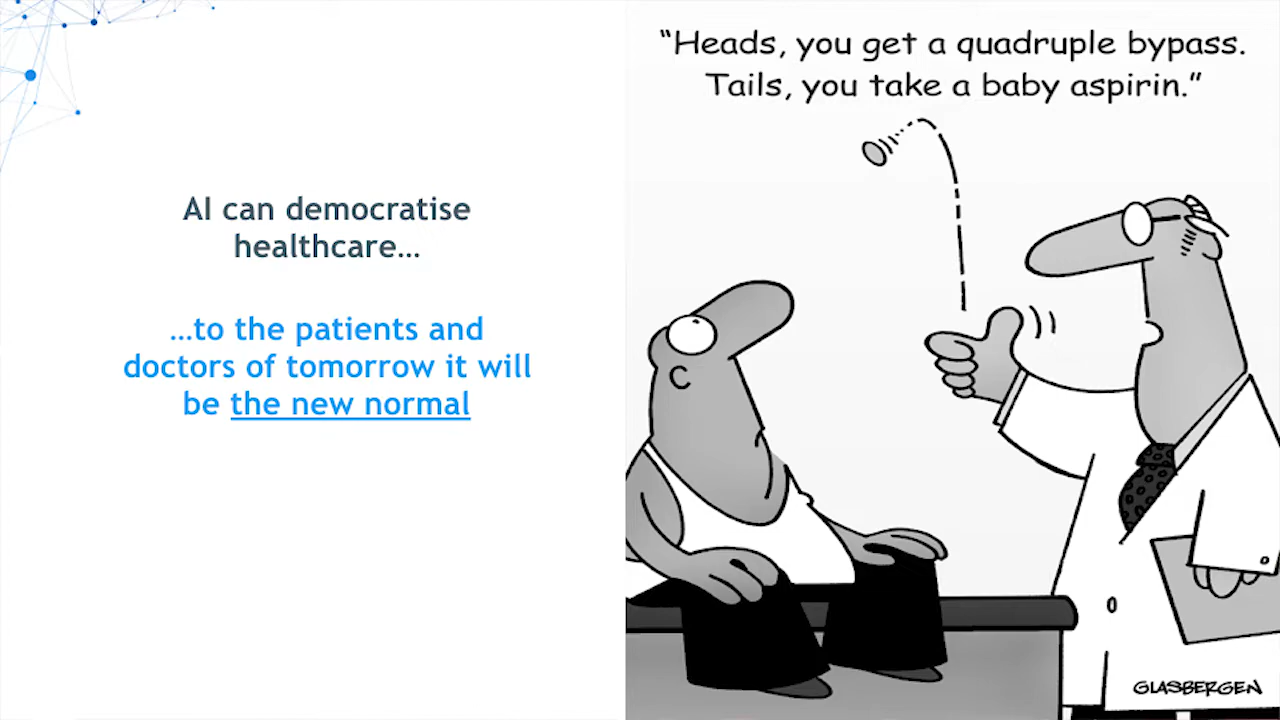 AI can democratise
healthcare...
...to the patients and
doctors of tomorrow it will
be the new normal
“Heads, you get a quadruple bypass.
Tails, you take a baby aspirin.”
GLASBERGEN